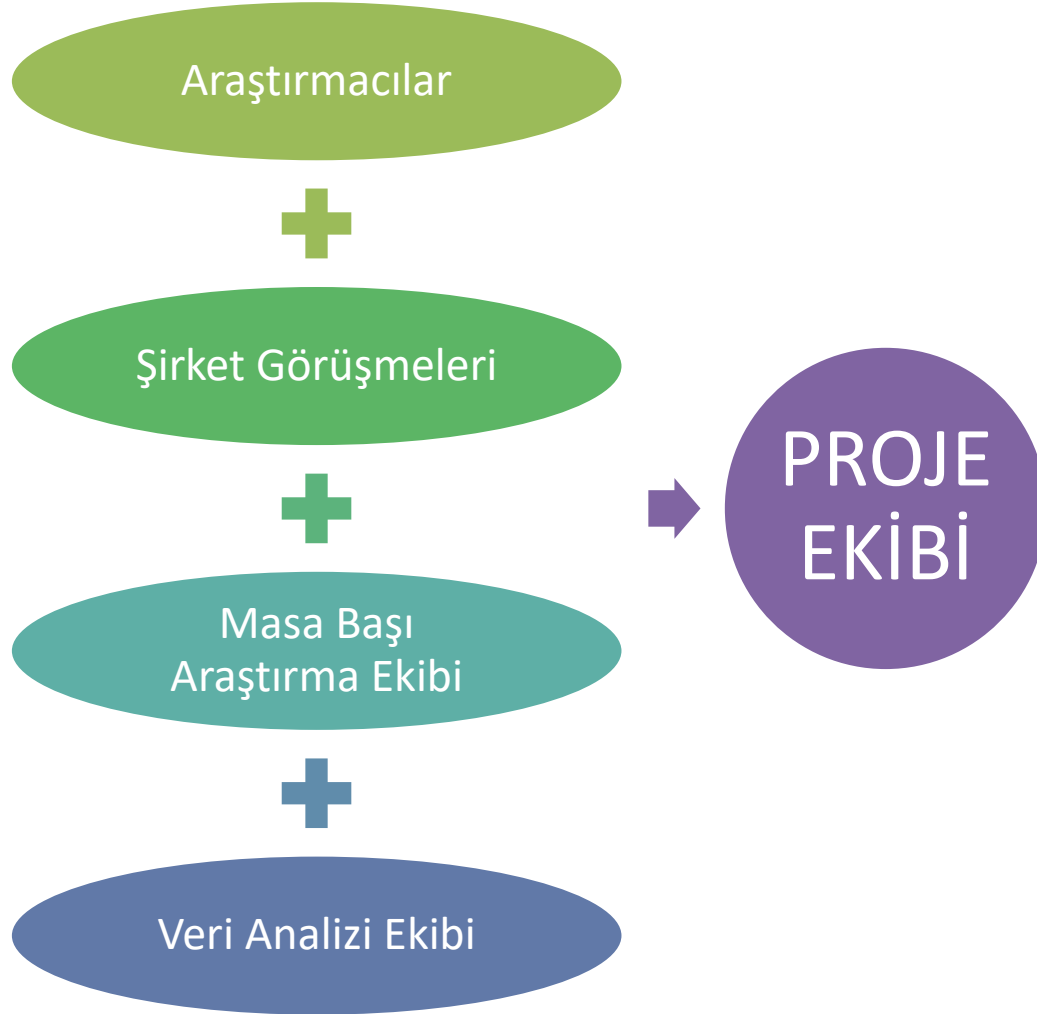 Araştırmacılar
Şirket Görüşmeleri
Masa Başı
Araştırma Ekibi
Veri Analizi Ekibi
PROJE
EKİBİ